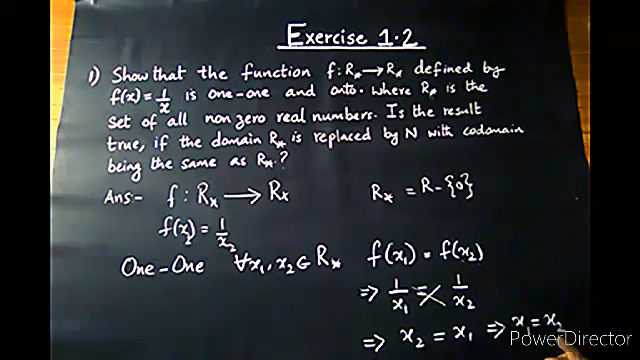 Exercise 1.2
1) Show that the function f: R* → R* defined by
f(x) = 1/x is one-one and onto. where R* is the
set of all non zero real numbers. Is the result
true, if the domain R* is replaced by N with codomain
being the same as R*?
Ans- f: R* → R* R* = R-{0}
f(x₂) = 1/x₂
One-One ∀x₁, x₂ ∈ R* f(x₁) = f(x₂)
⇒ 1/x₁ = 1/x₂
⇒ x₂ = x₁ ⇒ x₁ = x₂
PowerDirector